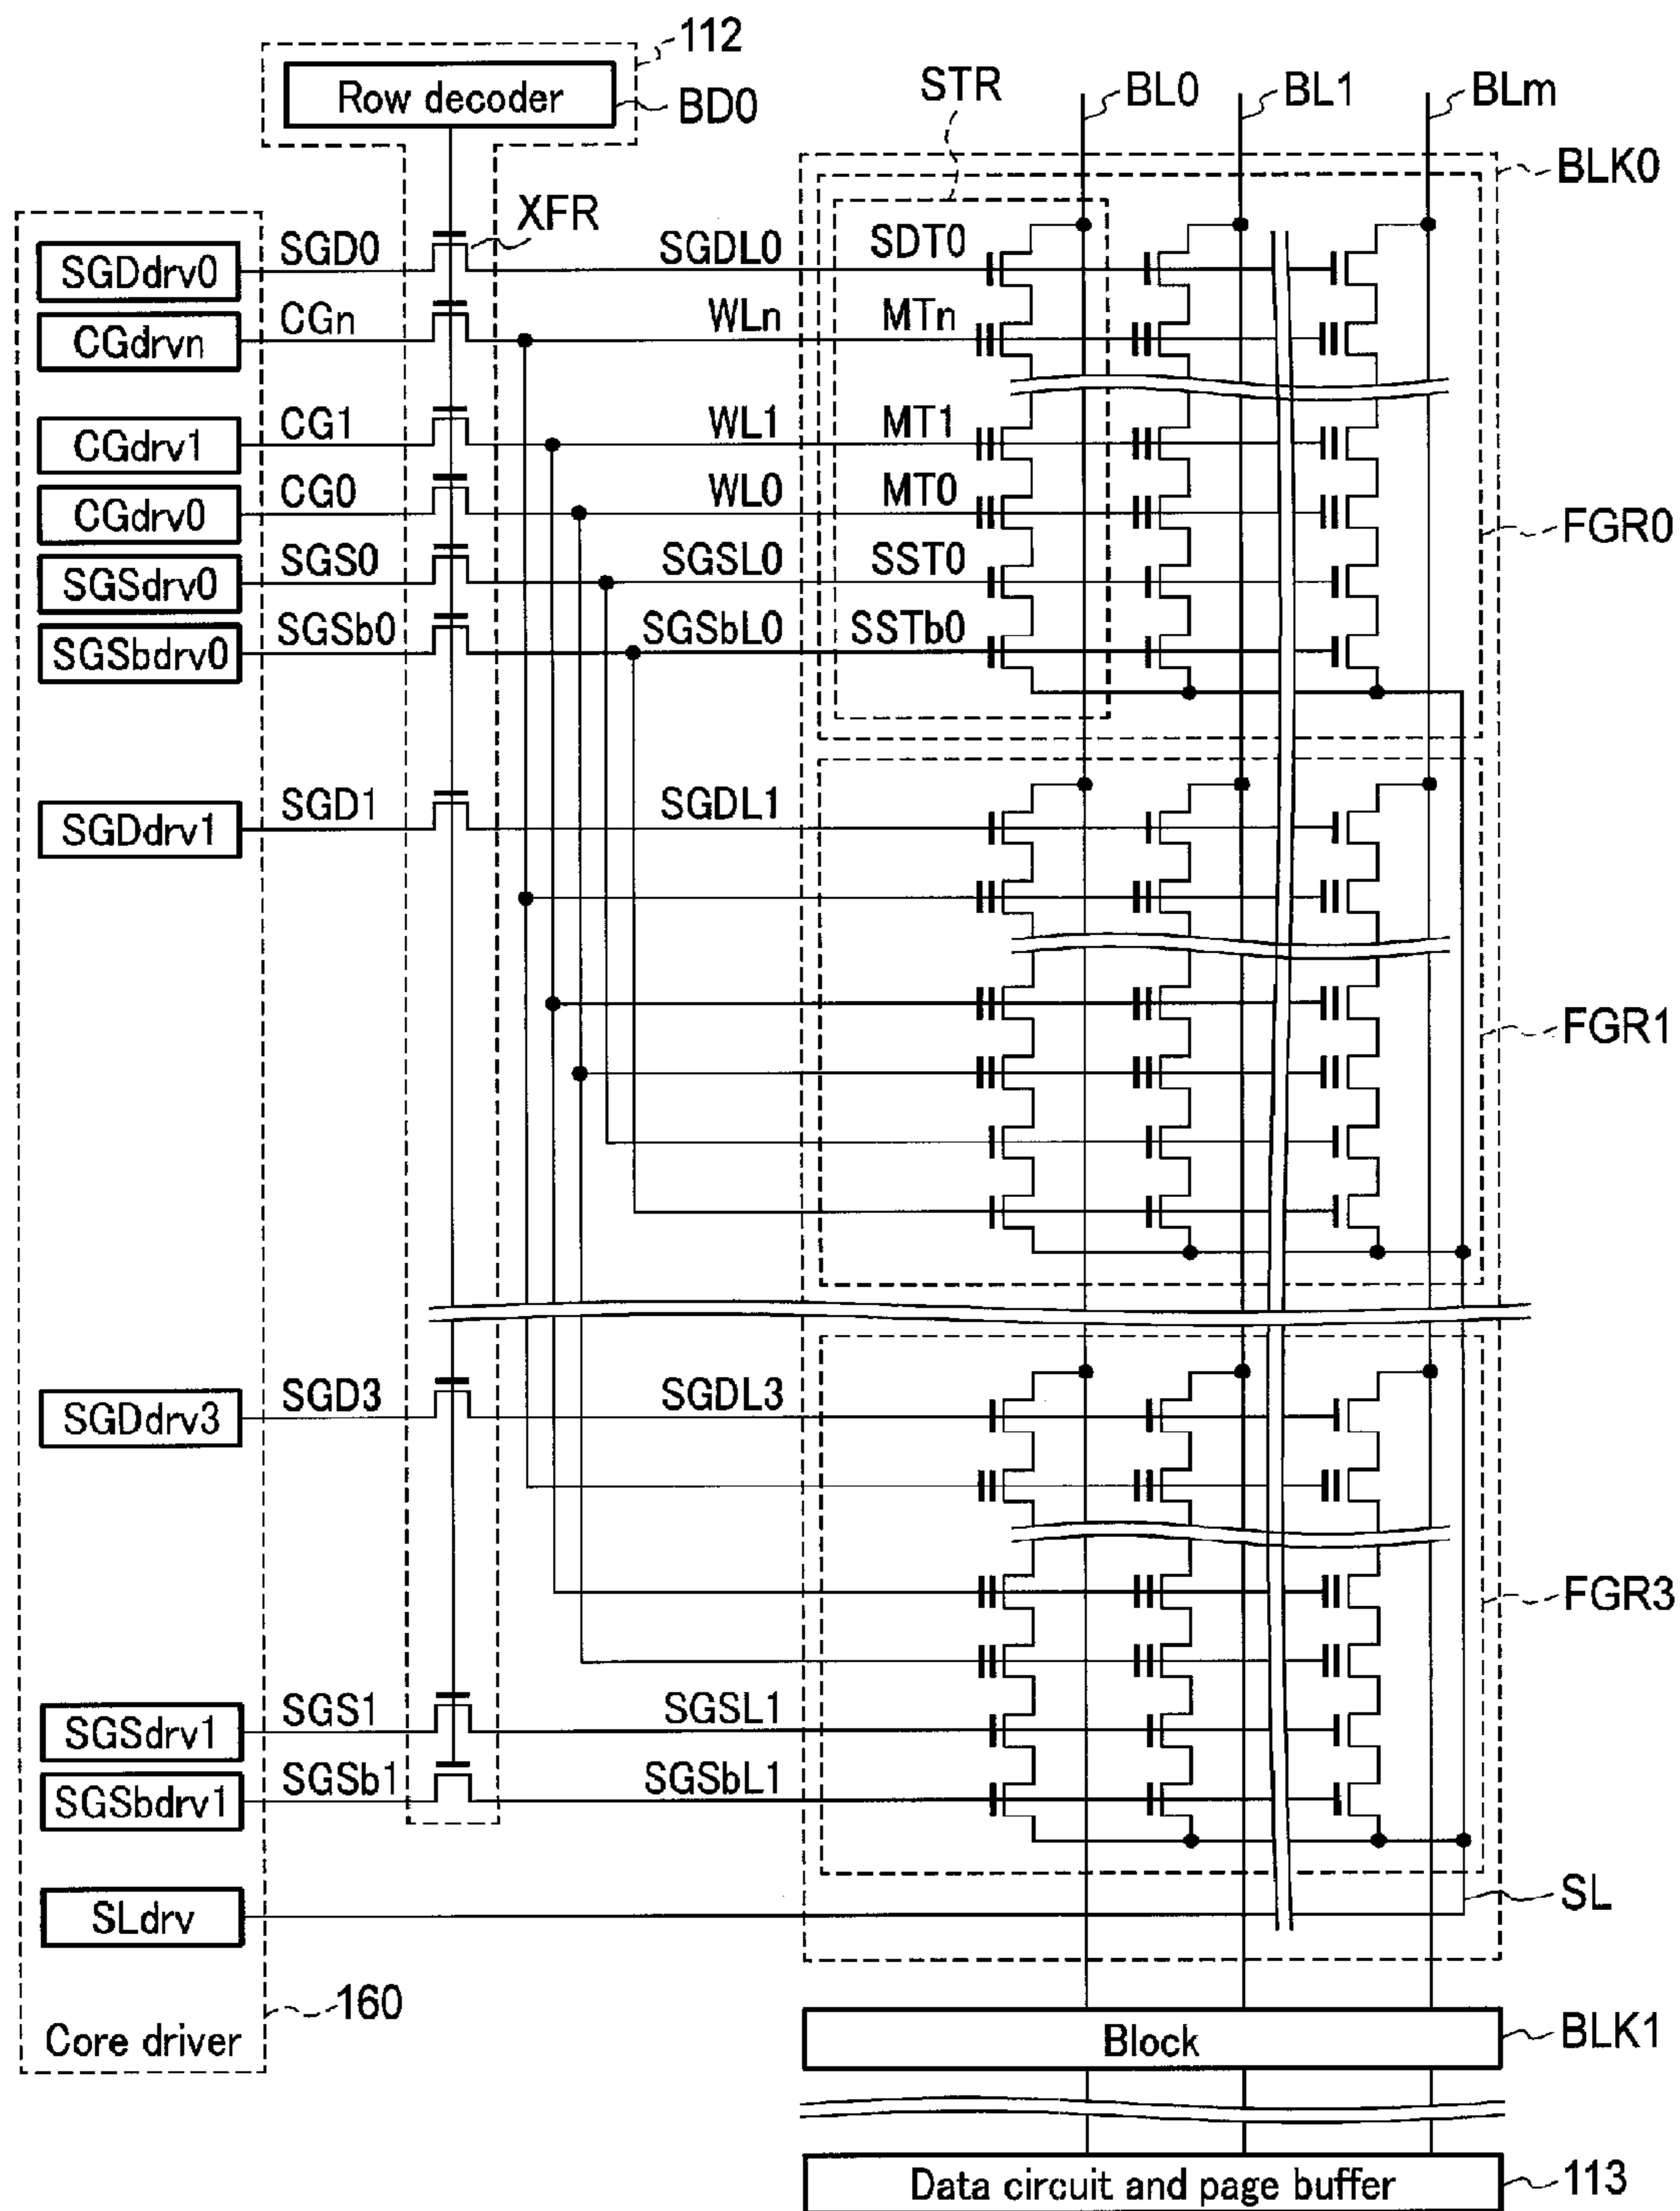 112
Row decoder
BD0
STR
BL0
BL1
BLm
BLK0
XFR
SGDdrv0
SGD0
SGDL0
SDT0
CGdrvn
CGn
WLn
MTn
CGdrv1
CG1
WL1
MT1
CGdrv0
CG0
WL0
MT0
FGR0
SGSdrv0
SGS0
SGSL0
SST0
SGSbdrv0
SGSb0
SGSbL0
SSTb0
SGDdrv1
SGD1
SGDL1
FGR1
SGDdrv3
SGD3
SGDL3
FGR3
SGSdrv1
SGS1
SGSL1
SGSbdrv1
SGSb1
SGSbL1
SLdrv
SL
160
Core driver
Block
BLK1
Data circuit and page buffer
113